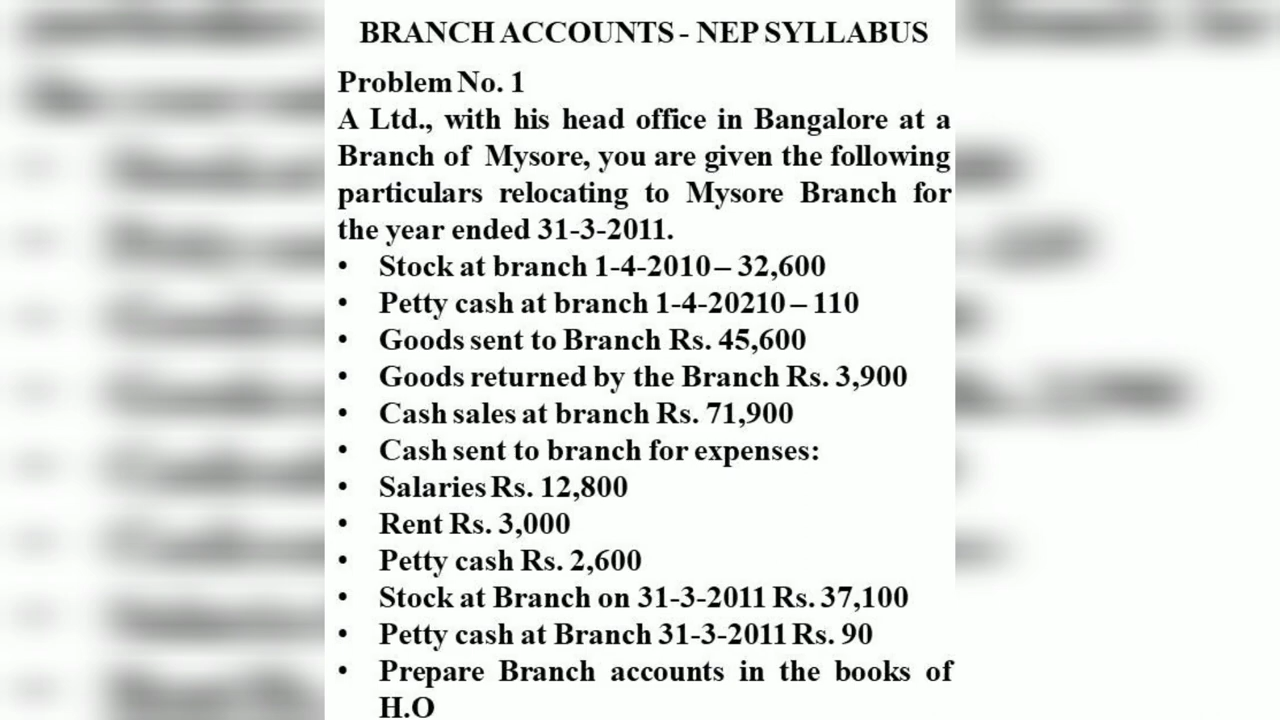 BRANCH ACCOUNTS - NEP SYLLABUS
Problem No. 1
A Ltd., with his head office in Bangalore at a
Branch of Mysore, you are given the following
particulars relocating to Mysore Branch for
the year ended 31-3-2011.
• Stock at branch 1-4-2010 – 32,600
• Petty cash at branch 1-4-20210 – 110
• Goods sent to Branch Rs. 45,600
• Goods returned by the Branch Rs. 3,900
• Cash sales at branch Rs. 71,900
• Cash sent to branch for expenses:
• Salaries Rs. 12,800
• Rent Rs. 3,000
• Petty cash Rs. 2,600
• Stock at Branch on 31-3-2011 Rs. 37,100
• Petty cash at Branch 31-3-2011 Rs. 90
• Prepare Branch accounts in the books of
H.O